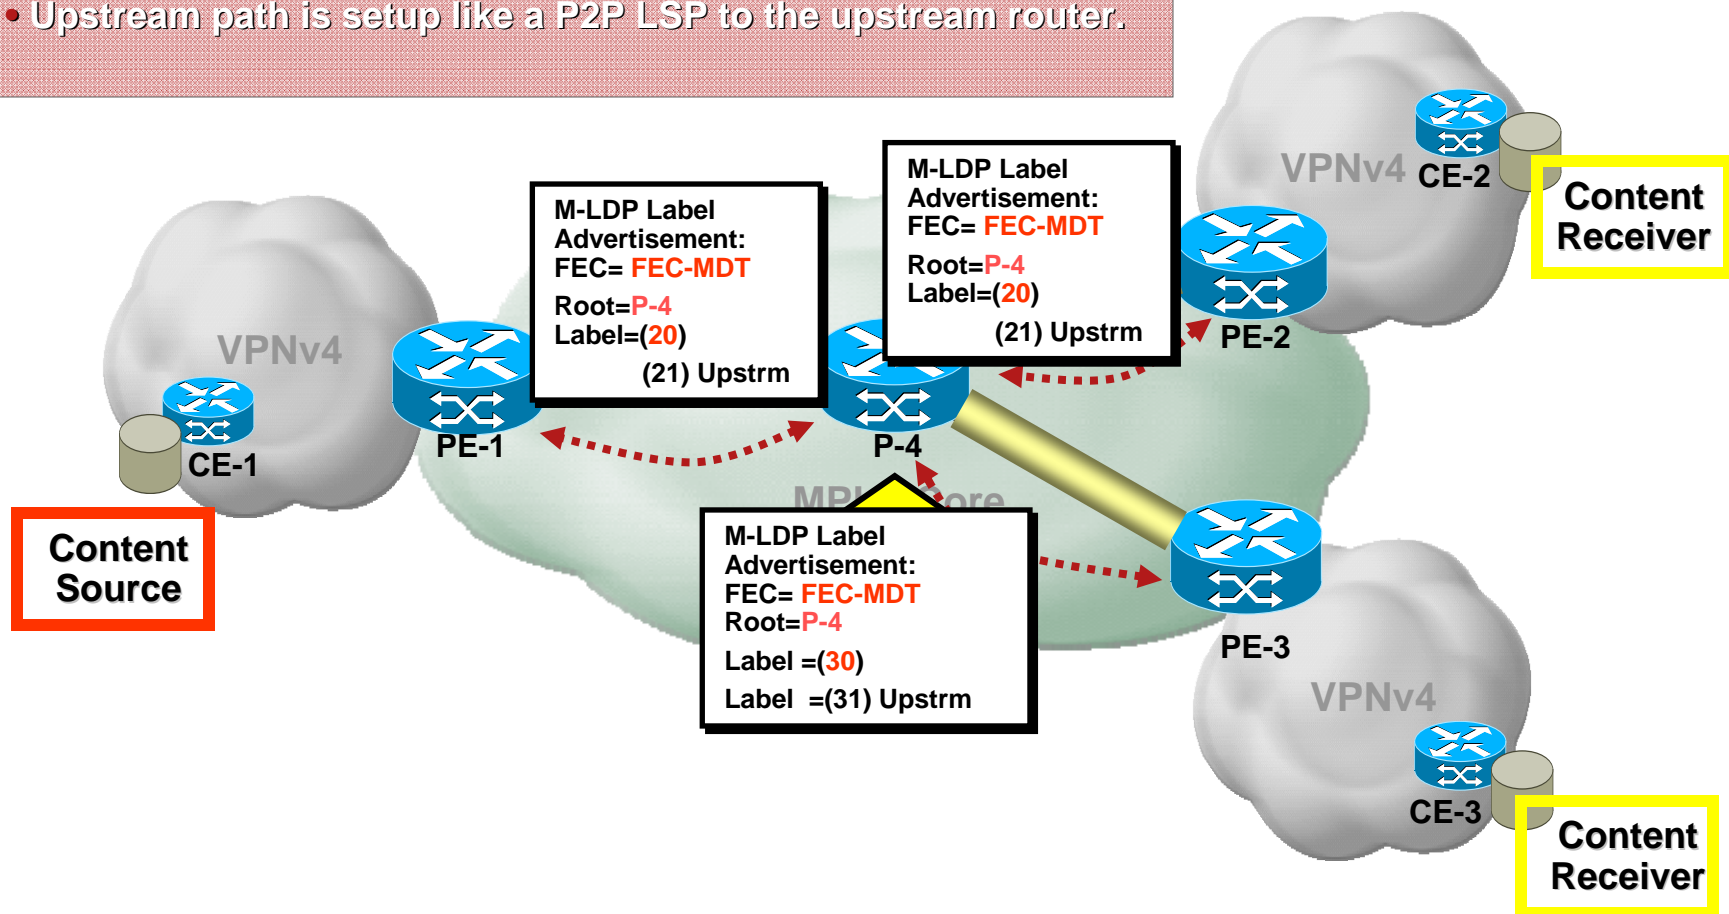 • Upstream path is setup like a P2P LSP to the upstream router.
M-LDP Label
Advertisement:
FEC= FEC-MDT
Root=P-4
Label=(20)
(21) Upstrm
M-LDP Label
Advertisement:
FEC= FEC-MDT
Root=P-4
Label=(20)
(21) Upstrm
VPNv4
CE-2
Content
Receiver
PE-2
VPNv4
PE-1
CE-1
Content
Source
P-4
Core
M-LDP Label
Advertisement:
FEC= FEC-MDT
Root=P-4
Label =(30)
Label =(31) Upstrm
PE-3
VPNv4
CE-3
Content
Receiver